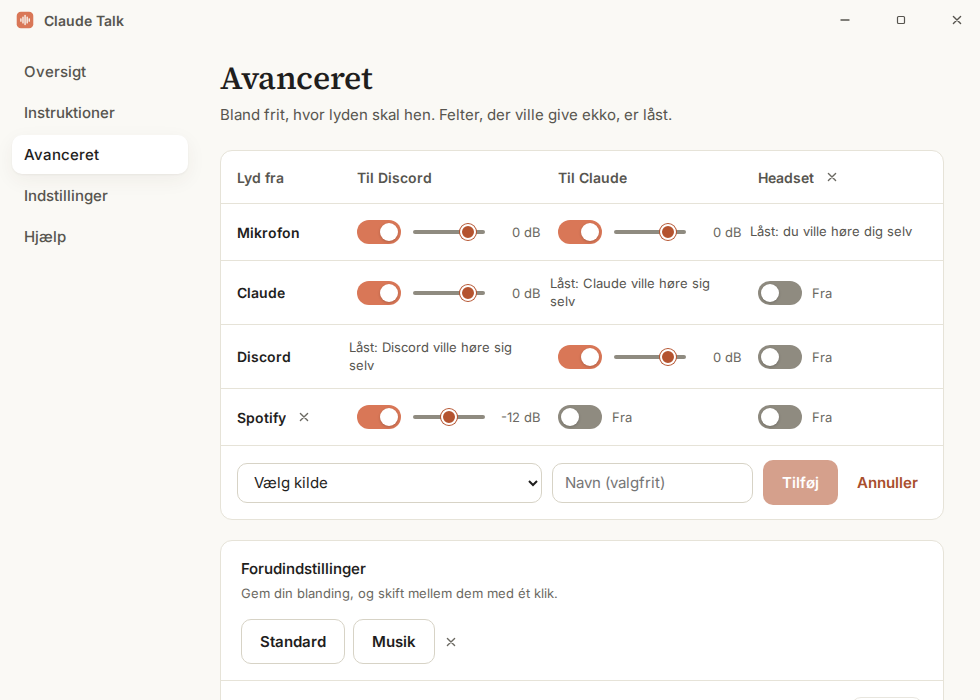 Claude Talk
Oversigt
Instruktioner
Avanceret
Indstillinger
Hjælp
Avanceret
Bland frit, hvor lyden skal hen. Felter, der ville give ekko, er låst.
Lyd fra Til Discord Til Claude Headset
Mikrofon 0 dB 0 dB Låst: du ville høre dig selv
Claude 0 dB Låst: Claude ville høre sig
selv Fra
Discord Låst: Discord ville høre sig
selv 0 dB Fra
Spotify -12 dB Fra Fra
Vælg kilde Navn (valgfrit) Tilføj Annuller
Forudindstillinger
Gem din blanding, og skift mellem dem med ét klik.
Standard Musik